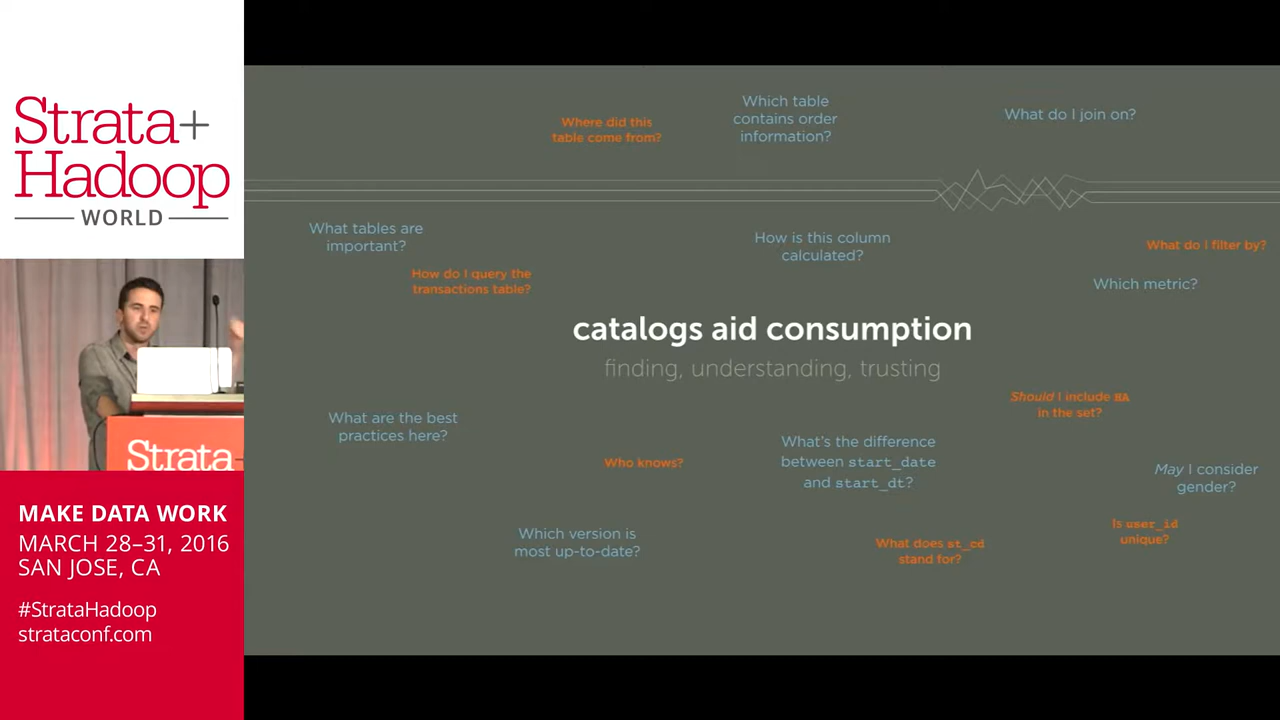 Strata+
Hadoop
WORLD
Strata
MAKE DATA WORK
MARCH 28–31, 2016
SAN JOSE, CA
#StrataHadoop
strataconf.com
Where did this
table come from?
Which table
contains order
information?
What do I join on?
What tables are
important?
How do I query the
transactions table?
How is this column
calculated?
What do I filter by?
Which metric?
catalogs aid consumption
finding, understanding, trusting
Should I include
in the set?
What are the best
practices here?
Who knows?
What's the difference
between start_date
and start_dt?
May I consider
gender?
Which version is
most up-to-date?
What does st_cd
stand for?
Is user_id
unique?